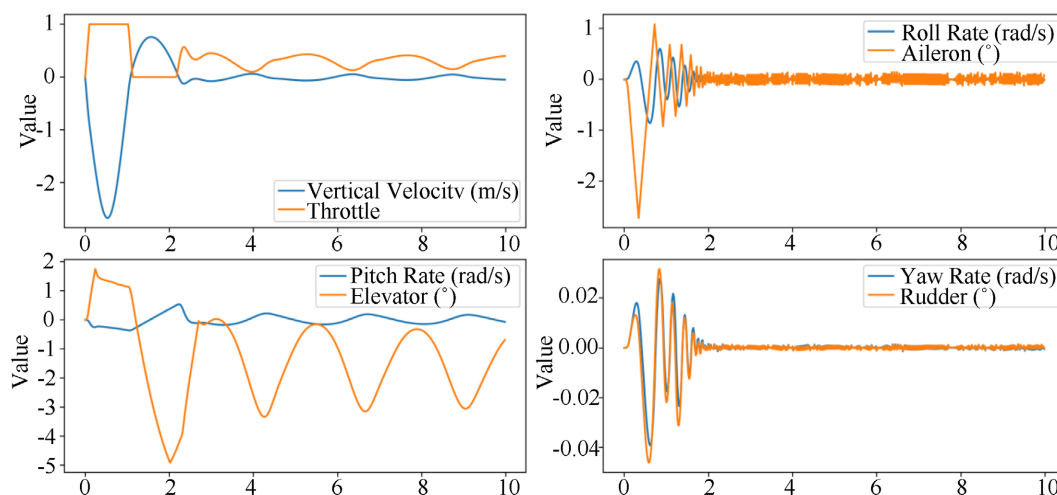 1
0
-1
-2
Value
Vertical Velocitv (m/s)
Throttle
0 2 4 6 8 10
1
0
-1
-2
Value
Roll Rate (rad/s)
Aileron (°)
0 2 4 6 8 10
2
1
0
-1
-2
-3
-4
-5
Value
Pitch Rate (rad/s)
Elevator (°)
0 2 4 6 8 10
0.02
0.00
-0.02
-0.04
Value
Yaw Rate (rad/s)
Rudder (°)
0 2 4 6 8 10